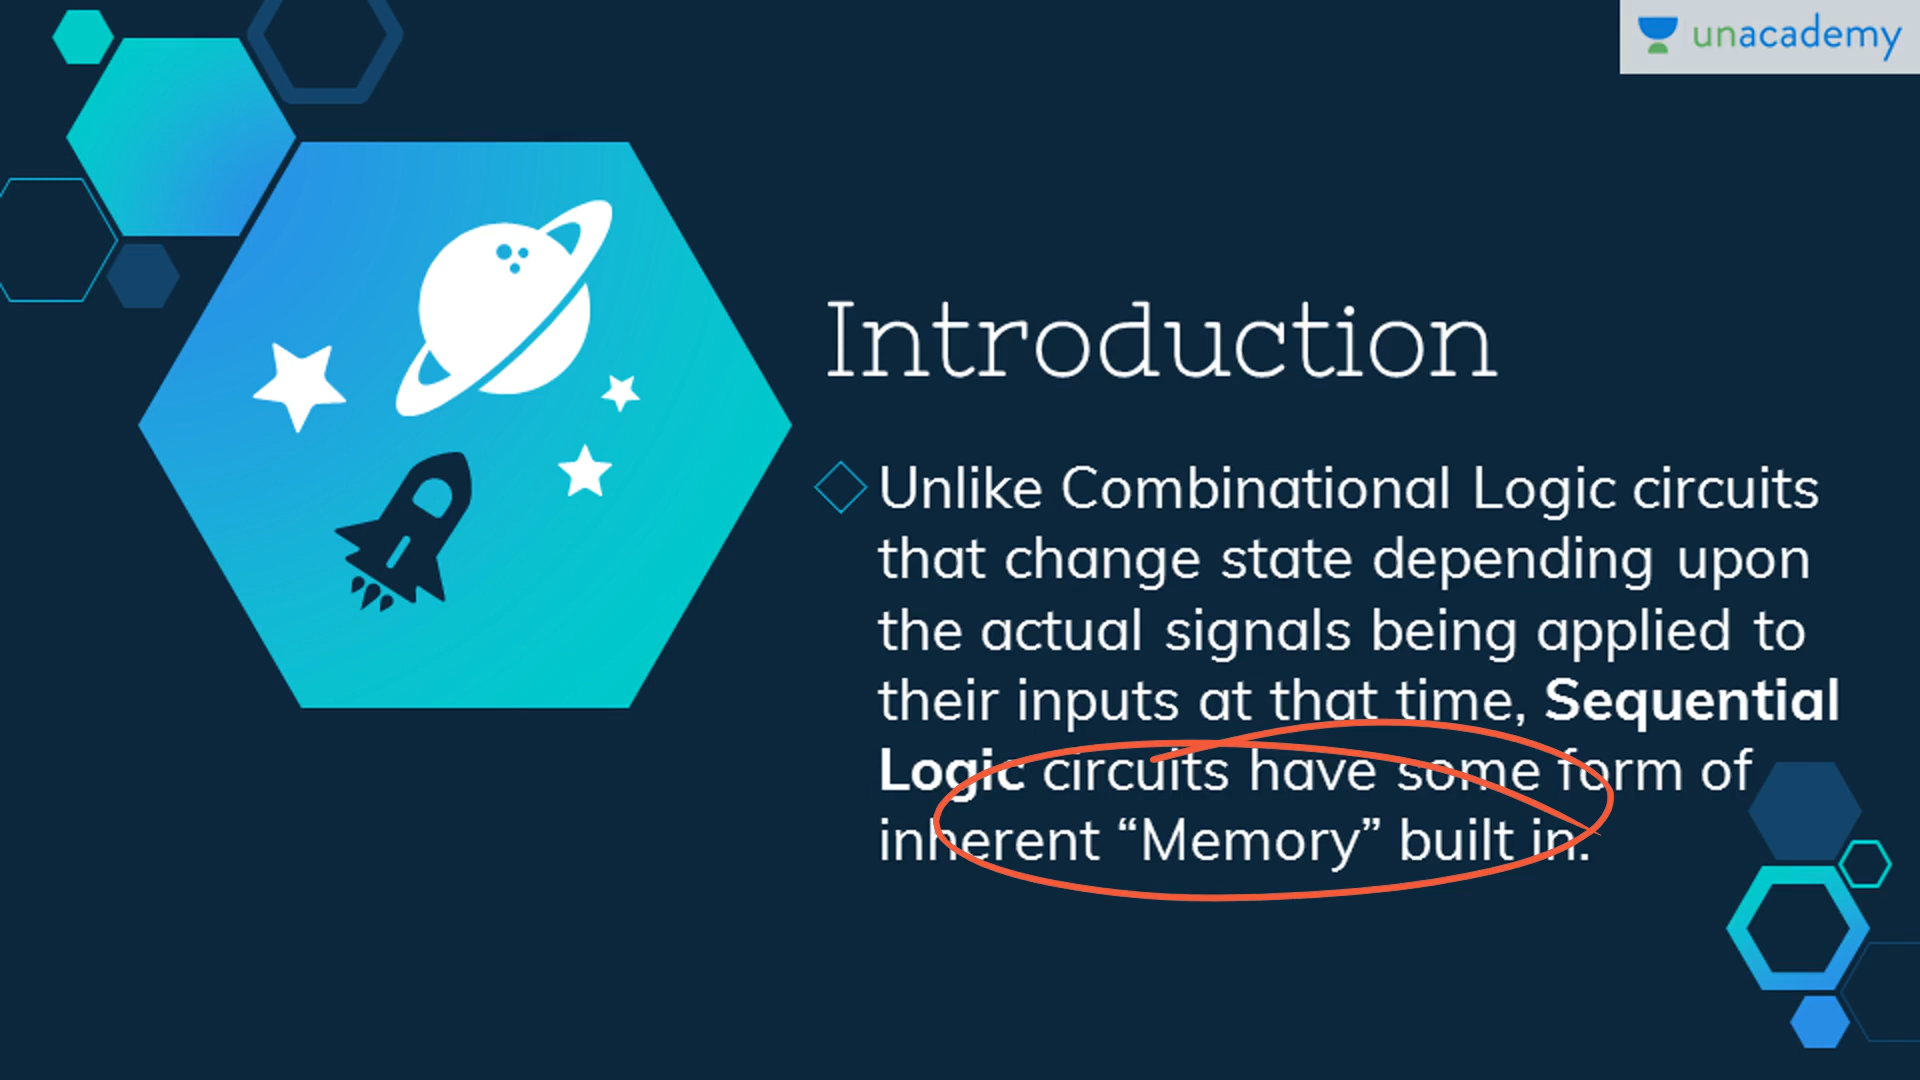 unacademy
Introduction
Unlike Combinational Logic circuits
that change state depending upon
the actual signals being applied to
their inputs at that time, Sequential
Logic circuits have some form of
inherent “Memory” built in.